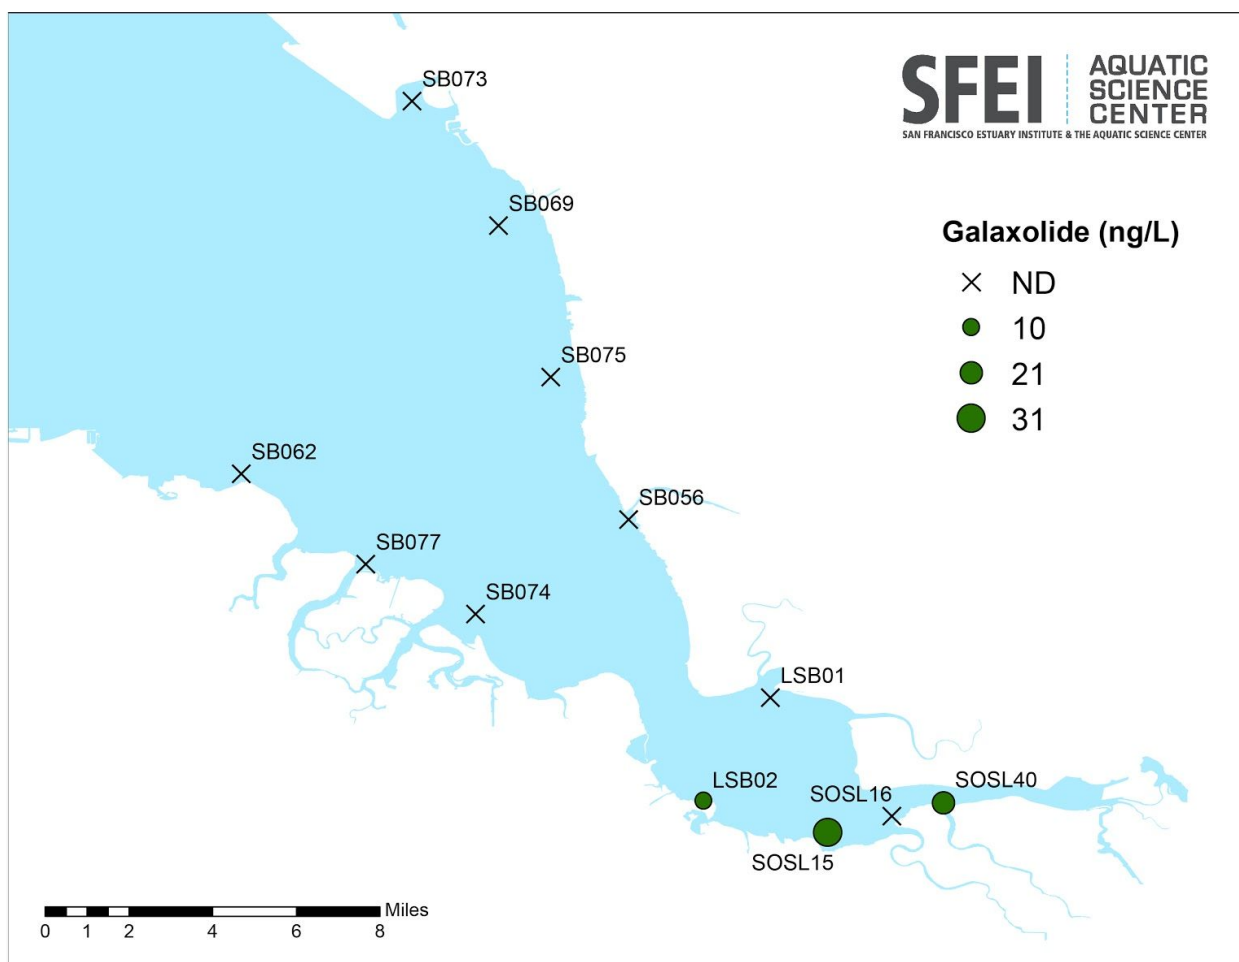 SFEI
AQUATIC
SCIENCE
CENTER
SAN FRANCISCO ESTUARY INSTITUTE & THE AQUATIC SCIENCE CENTER
SB073
SB069
Galaxolide (ng/L)
ND
10
21
31
SB075
SB062
SB056
SB077
SB074
LSB01
LSB02
SOSL16
SOSL40
SOSL15
Miles
0 1 2 4 6 8